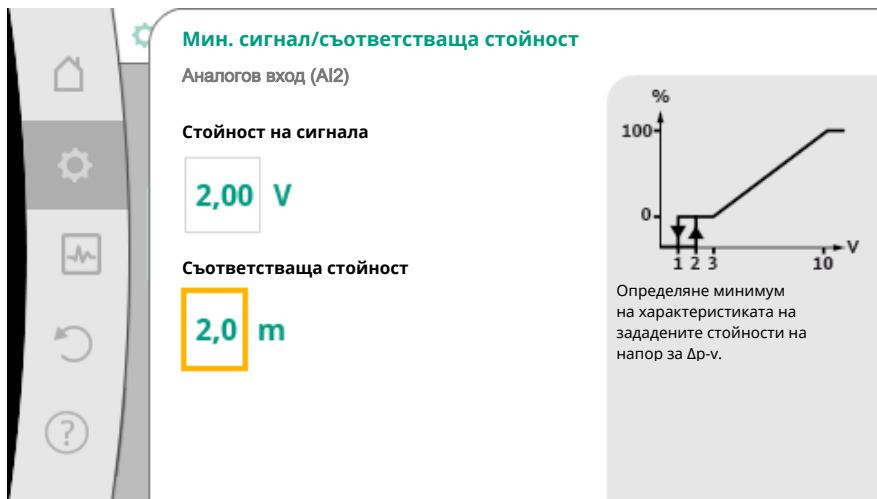 Мин. сигнал/съответстваща стойност
Аналогов вход (AI2)
Стойност на сигнала
2,00 V
Съответстваща стойност
2,0 m
%
100
0
1 2 3 10 V
Определяне минимум
на характеристиката на
зададените стойности на
напор за Δp-v.
?